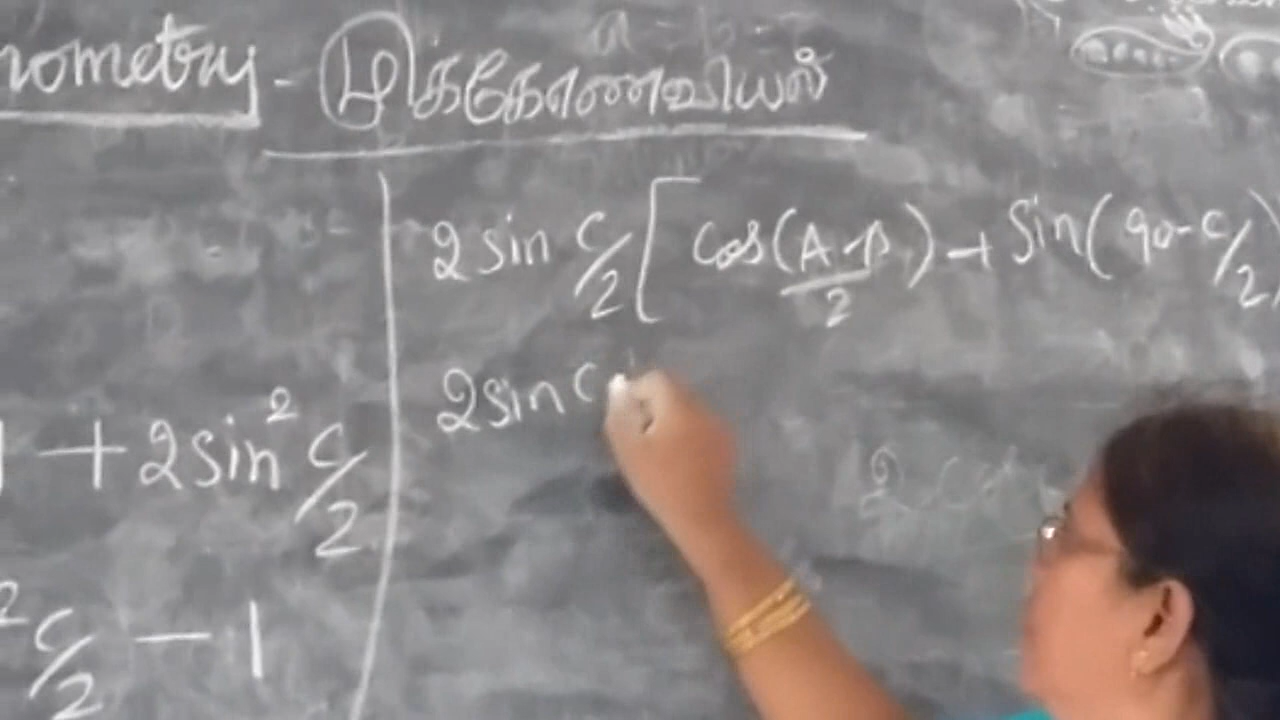 nometry - திரிக்கோணவியல்
2 sin C/2 [ cos(A-B)/2 + sin(90-C/2)
2 sin C
1 + 2 sin² C/2
² C/2 - 1